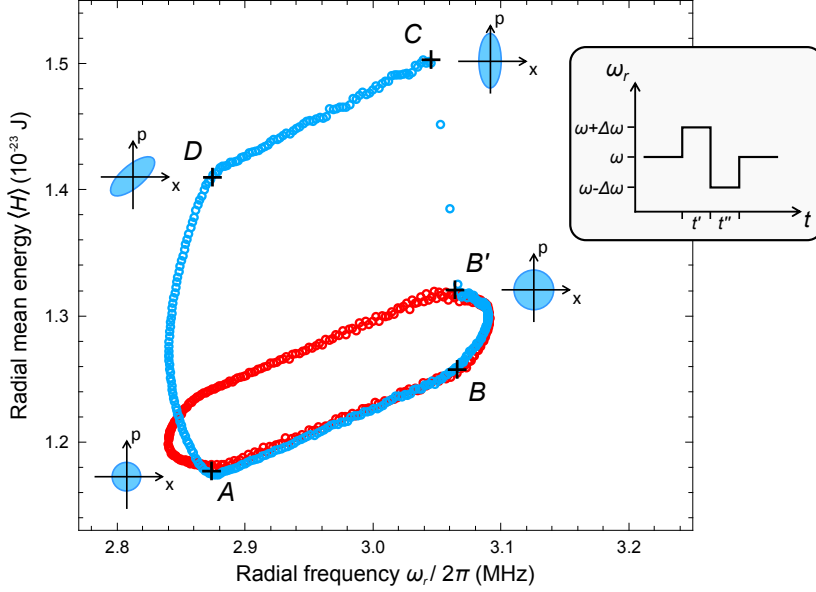 C
p
x
ω_r
ω+Δω
ω
ω-Δω
t'
t''
t
D
p
x
B'
p
x
B
A
p
x
1.5
1.4
1.3
1.2
Radial mean energy ⟨H⟩ (10⁻²³ J)
2.8
2.9
3.0
3.1
3.2
Radial frequency ω_r / 2π (MHz)